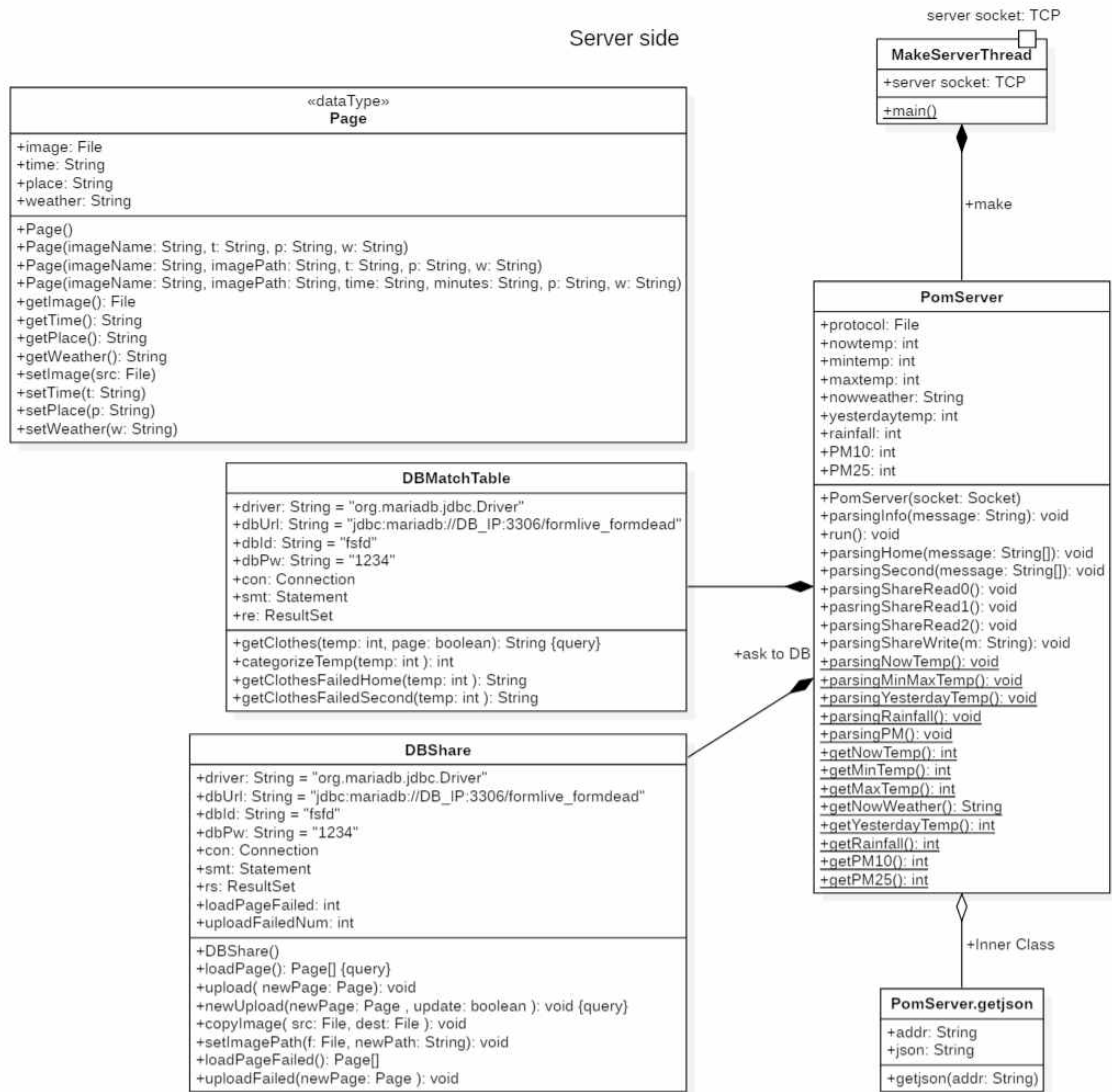 server socket: TCP
Server side
MakeServerThread
+server socket: TCP
+main()
«dataType»
Page
+image: File
+time: String
+place: String
+weather: String
+Page()
+Page(imageName: String, t: String, p: String, w: String)
+Page(imageName: String, imagePath: String, t: String, p: String, w: String)
+Page(imageName: String, imagePath: String, time: String, minutes: String, p: String, w: String)
+getImage(): File
+getTime(): String
+getPlace(): String
+getWeather(): String
+setImage(src: File)
+setTime(t: String)
+setPlace(p: String)
+setWeather(w: String)
+make
PomServer
+protocol: File
+nowtemp: int
+mintemp: int
+maxtemp: int
+nowweather: String
+yesterdaytemp: int
+rainfall: int
+PM10: int
+PM25: int
+PomServer(socket: Socket)
+parsingInfo(message: String): void
+run(): void
+parsingHome(message: String[]): void
+parsingSecond(message: String[]): void
+parsingShareRead0(): void
+pasringShareRead1(): void
+parsingShareRead2(): void
+parsingShareWrite(m: String): void
+parsingNowTemp(): void
+parsingMinMaxTemp(): void
+parsingYesterdayTemp(): void
+parsingRainfall(): void
+parsingPM(): void
+getNowTemp(): int
+getMinTemp(): int
+getMaxTemp(): int
+getNowWeather(): String
+getYesterdayTemp(): int
+getRainfall(): int
+getPM10(): int
+getPM25(): int
DBMatchTable
+driver: String = "org.mariadb.jdbc.Driver"
+dbUrl: String = "jdbc:mariadb://DB_IP:3306/formlive_formdead"
+dbId: String = "fsfd"
+dbPw: String = "1234"
+con: Connection
+smt: Statement
+re: ResultSet
+getClothes(temp: int, page: boolean): String {query}
+categorizeTemp(temp: int ): int
+getClothesFailedHome(temp: int ): String
+getClothesFailedSecond(temp: int ): String
+ask to DB
DBShare
+driver: String = "org.mariadb.jdbc.Driver"
+dbUrl: String = "jdbc:mariadb://DB_IP:3306/formlive_formdead"
+dbId: String = "fsfd"
+dbPw: String = "1234"
+con: Connection
+smt: Statement
+rs: ResultSet
+loadPageFailed: int
+uploadFailedNum: int
+DBShare()
+loadPage(): Page[] {query}
+upload( newPage: Page): void
+newUpload(newPage: Page , update: boolean ): void {query}
+copyImage( src: File, dest: File ): void
+setImagePath(f: File, newPath: String): void
+loadPageFailed(): Page[]
+uploadFailed(newPage: Page ): void
+Inner Class
PomServer.getjson
+addr: String
+json: String
+getjson(addr: String)